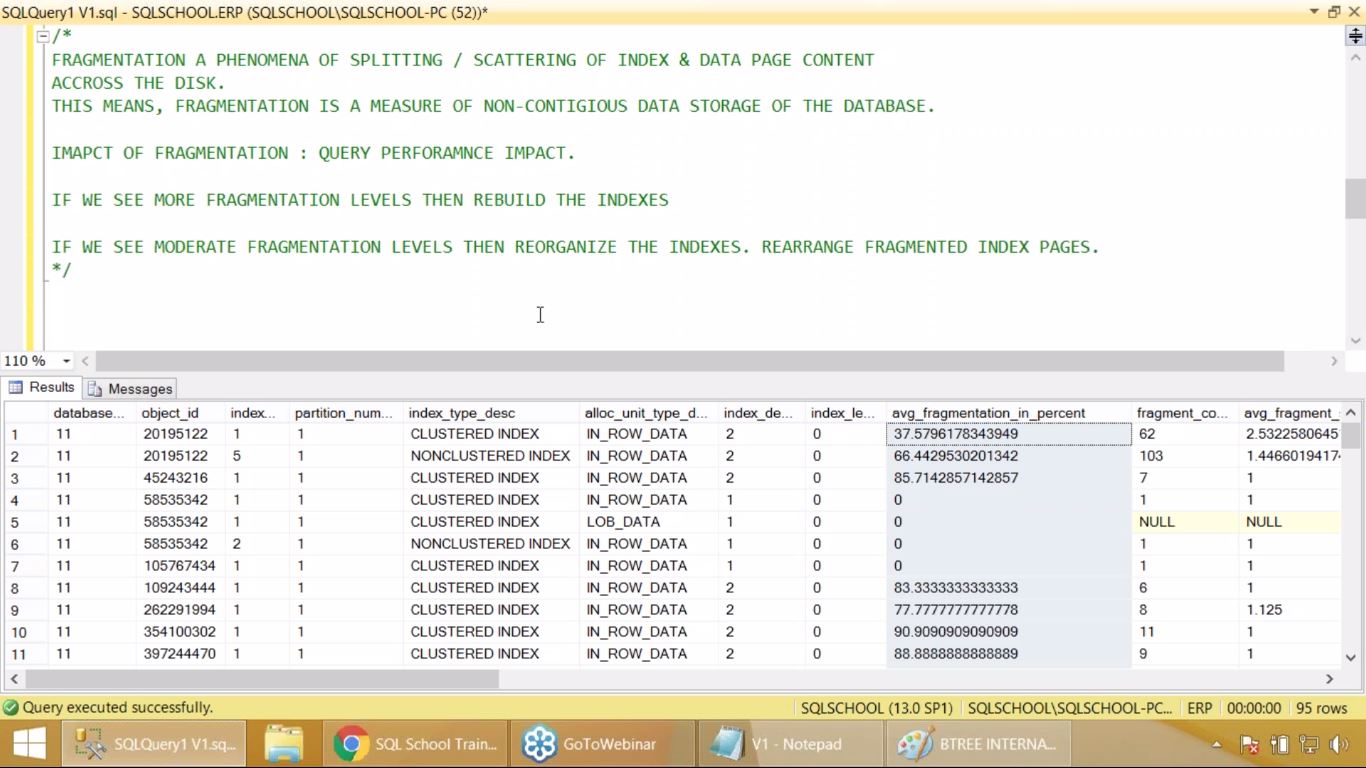 SQLQuery1 V1.sql - SQLSCHOOL.ERP (SQLSCHOOL\SQLSCHOOL-PC (52))*
/*
FRAGMENTATION A PHENOMENA OF SPLITTING / SCATTERING OF INDEX & DATA PAGE CONTENT
ACCROSS THE DISK.
THIS MEANS, FRAGMENTATION IS A MEASURE OF NON-CONTIGIOUS DATA STORAGE OF THE DATABASE.
IMAPCT OF FRAGMENTATION : QUERY PERFORAMNCE IMPACT.
IF WE SEE MORE FRAGMENTATION LEVELS THEN REBUILD THE INDEXES
IF WE SEE MODERATE FRAGMENTATION LEVELS THEN REORGANIZE THE INDEXES. REARRANGE FRAGMENTED INDEX PAGES.
*/
110 %
Results Messages
database... object_id index... partition_num... index_type_desc alloc_unit_type_d... index_de... index_le... avg_fragmentation_in_percent fragment_co... avg_fragment_
1 11 20195122 1 1 CLUSTERED INDEX IN_ROW_DATA 2 0 37.5796178343949 62 2.5322580645
2 11 20195122 5 1 NONCLUSTERED INDEX IN_ROW_DATA 2 0 66.4429530201342 103 1.4466019417
3 11 45243216 1 1 CLUSTERED INDEX IN_ROW_DATA 2 0 85.7142857142857 7 1
4 11 58535342 1 1 CLUSTERED INDEX IN_ROW_DATA 1 0 0 1 1
5 11 58535342 1 1 CLUSTERED INDEX LOB_DATA 1 0 0 NULL NULL
6 11 58535342 2 1 NONCLUSTERED INDEX IN_ROW_DATA 1 0 0 1 1
7 11 105767434 1 1 CLUSTERED INDEX IN_ROW_DATA 1 0 0 1 1
8 11 109243444 1 1 CLUSTERED INDEX IN_ROW_DATA 2 0 83.3333333333333 6 1
9 11 262291994 1 1 CLUSTERED INDEX IN_ROW_DATA 2 0 77.7777777777778 8 1.125
10 11 354100302 1 1 CLUSTERED INDEX IN_ROW_DATA 2 0 90.9090909090909 11 1
11 11 397244470 1 1 CLUSTERED INDEX IN_ROW_DATA 2 0 88.8888888888889 9 1
Query executed successfully. SQLSCHOOL (13.0 SP1) SQLSCHOOL\SQLSCHOOL-PC... ERP 00:00:00 95 rows
SQLQuery1 V1.sq... SQL School Train... GoToWebinar V1 - Notepad BTREE INTERNA...